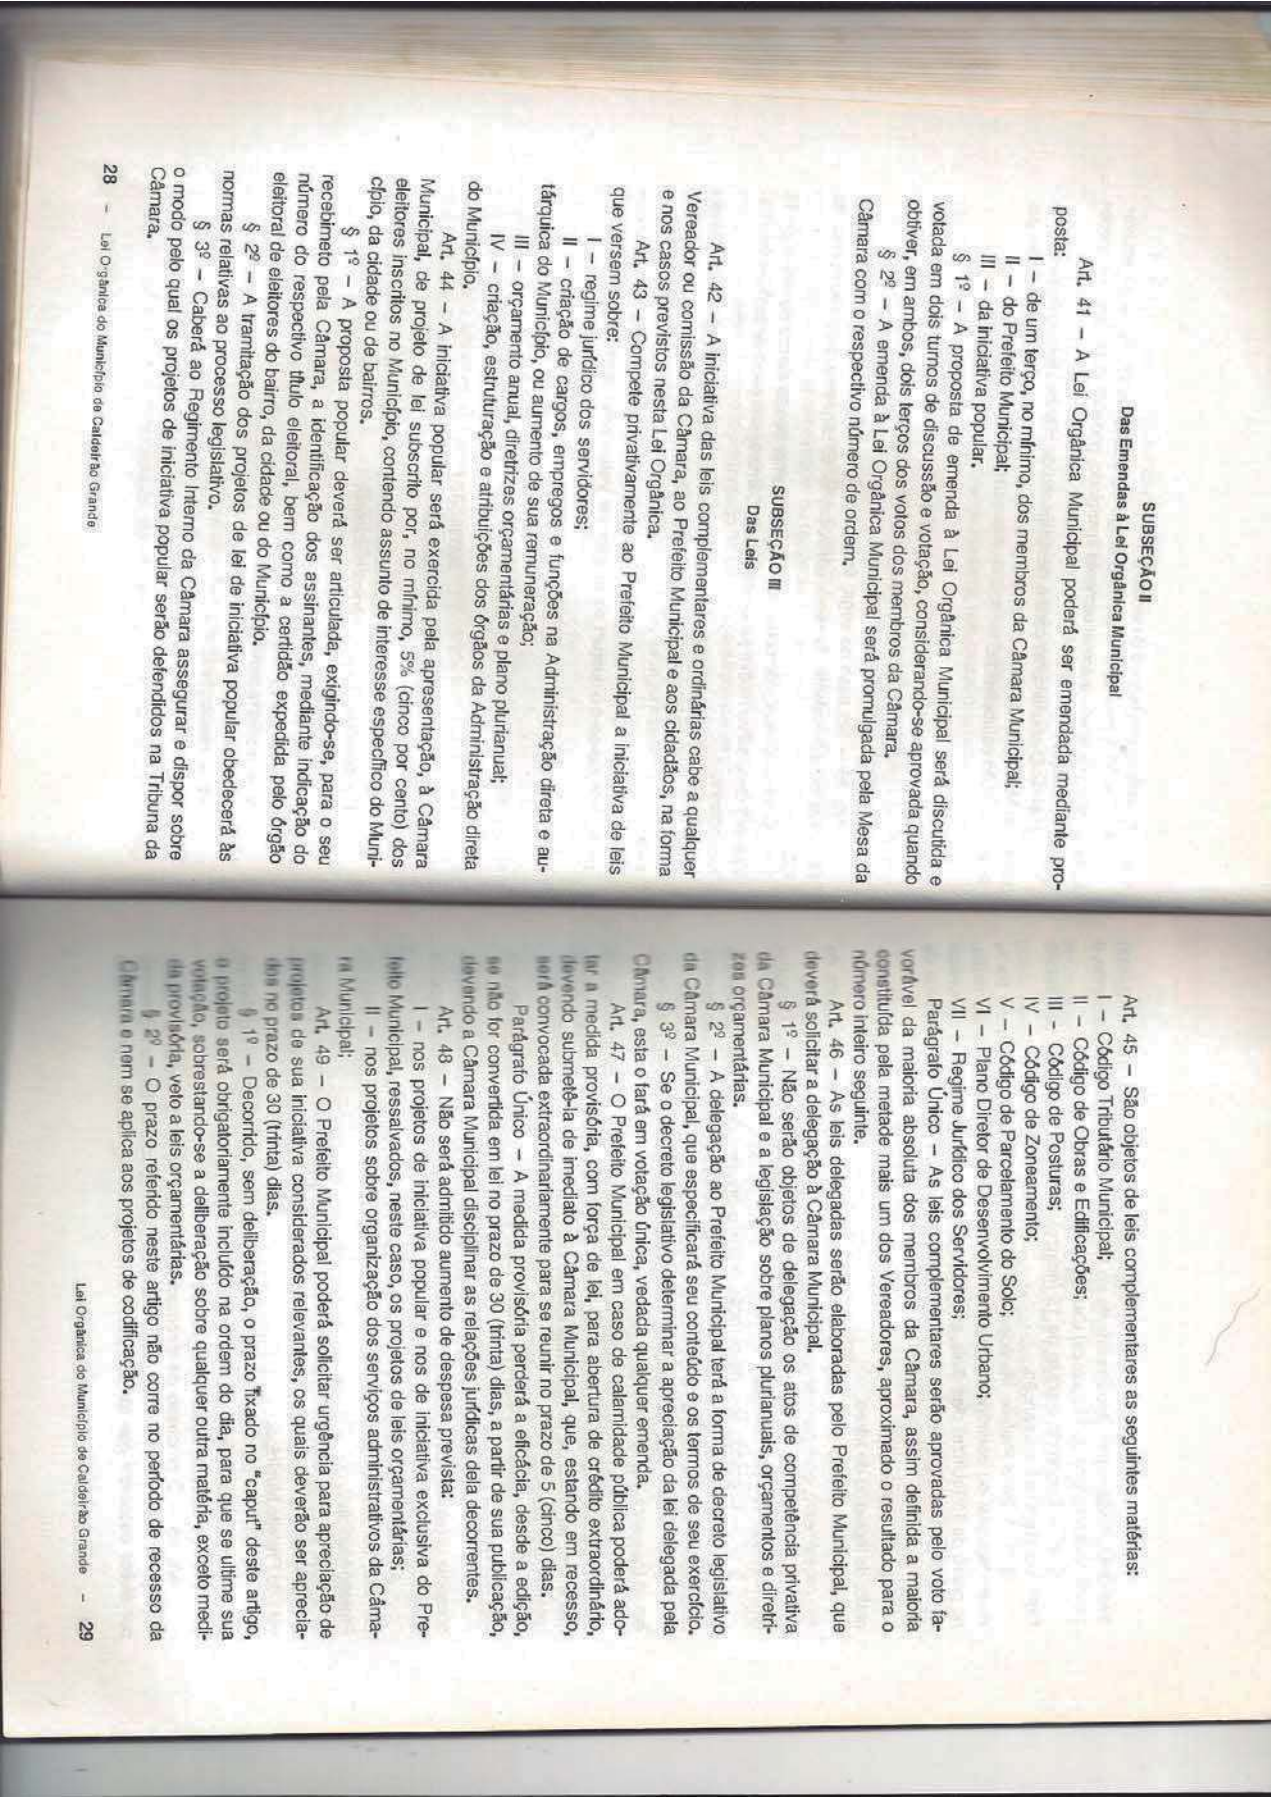 SUBSEÇÃO II
Das Emendas à Lei Orgânica Municipal
Art. 41 – A Lei Orgânica Municipal poderá ser emendada mediante pro-
posta:
I – de um terço, no mínimo, dos membros da Câmara Municipal;
II – do Prefeito Municipal;
III – da iniciativa popular.
§ 1º – A proposta de emenda à Lei Orgânica Municipal será discutida e
votada em dois turnos de discussão e votação, considerando-se aprovada quando
obtiver, em ambos, dois terços dos votos dos membros da Câmara.
§ 2º – A emenda à Lei Orgânica Municipal será promulgada pela Mesa da
Câmara com o respectivo número de ordem.
SUBSEÇÃO III
Das Leis
Art. 42 – A iniciativa das leis complementares e ordinárias cabe a qualquer
Vereador ou comissão da Câmara, ao Prefeito Municipal e aos cidadãos, na forma
e nos casos previstos nesta Lei Orgânica.
Art. 43 – Compete privativamente ao Prefeito Municipal a iniciativa de leis
que versem sobre:
I – regime jurídico dos servidores;
II – criação de cargos, empregos e funções na Administração direta e au-
tárquica do Município, ou aumento de sua remuneração;
III – orçamento anual, diretrizes orçamentárias e plano plurianual;
IV – criação, estruturação e atribuições dos órgãos da Administração direta
do Município.
Art. 44 – A iniciativa popular será exercida pela apresentação, à Câmara
Municipal, de projeto de lei subscrito por, no mínimo, 5% (cinco por cento) dos
eleitores inscritos no Município, contendo assunto de interesse específico do Muni-
cípio, da cidade ou de bairros.
§ 1º – A proposta popular deverá ser articulada, exigindo-se, para o seu
recebimeto pela Câmara, a identificação dos assinantes, mediante indicação do
número do respectivo título eleitoral, bem como a certidão expedida pelo órgão
eleitoral de eleitores do bairro, da cidade ou do Município.
§ 2º – A tramitação dos projetos de lei de iniciativa popular obedecerá às
normas relativas ao processo legislativo.
§ 3º – Caberá ao Regimento Interno da Câmara assegurar e dispor sobre
o modo pelo qual os projetos de iniciativa popular serão defendidos na Tribuna da
Câmara.
28 – Lei Orgânica do Município de Caldeirão Grande
Art. 45 – São objetos de leis complementares as seguintes matérias:
I – Código Tributário Municipal;
II – Código de Obras e Edificações;
III – Código de Posturas;
IV – Código de Zoneamento;
V – Código de Parcelamento do Solo;
VI – Plano Diretor de Desenvolvimento Urbano;
VII – Regime Jurídico dos Servidores;
Parágrafo Único – As leis complementares serão aprovadas pelo voto fa-
vorável da maioria absoluta dos membros da Câmara, assim definida a maioria
constituída pela metade mais um dos Vereadores, aproximado o resultado para o
número inteiro seguinte.
Art. 46 – As leis delegadas serão elaboradas pelo Prefeito Municipal, que
deverá solicitar a delegação à Câmara Municipal.
§ 1º – Não serão objetos de delegação os atos de competência privativa
da Câmara Municipal e a legislação sobre planos plurianuais, orçamentos e diretri-
zes orçamentárias.
§ 2º – A delegação ao Prefeito Municipal terá a forma de decreto legislativo
da Câmara Municipal, que especificará seu conteúdo e os termos de seu exercício.
§ 3º – Se o decreto legislativo determinar a apreciação da lei delegada pela
Câmara, esta o fará em votação única, vedada qualquer emenda.
Art. 47 – O Prefeito Municipal em caso de calamidade pública poderá ado-
tar a medida provisória, com força de lei, para abertura de crédito extraordinário,
devendo submetê-la de imediato à Câmara Municipal, que, estando em recesso,
será convocada extraordinariamente para se reunir no prazo de 5 (cinco) dias.
Parágrafo Único – A medida provisória perderá a eficácia, desde a edição,
se não for convertida em lei no prazo de 30 (trinta) dias, a partir de sua publicação,
devendo a Câmara Municipal disciplinar as relações jurídicas dela decorrentes.
Art. 48 – Não será admitido aumento de despesa prevista:
I – nos projetos de iniciativa popular e nos de iniciativa exclusiva do Pre-
feito Municipal, ressalvados, neste caso, os projetos de leis orçamentárias;
II – nos projetos sobre organização dos serviços administrativos da Câma-
ra Municipal;
Art. 49 – O Prefeito Municipal poderá solicitar urgência para apreciação de
projetos de sua iniciativa considerados relevantes, os quais deverão ser aprecia-
dos no prazo de 30 (trinta) dias.
§ 1º – Decorrido, sem deliberação, o prazo fixado no "caput" deste artigo,
o projeto será obrigatoriamente incluído na ordem do dia, para que se ultime sua
votação, sobrestando-se a deliberação sobre qualquer outra matéria, exceto medi-
da provisória, veto a leis orçamentárias.
§ 2º – O prazo referido neste artigo não corre no período de recesso da
Câmara e nem se aplica aos projetos de codificação.
Lei Orgânica do Município de Caldeirão Grande – 29